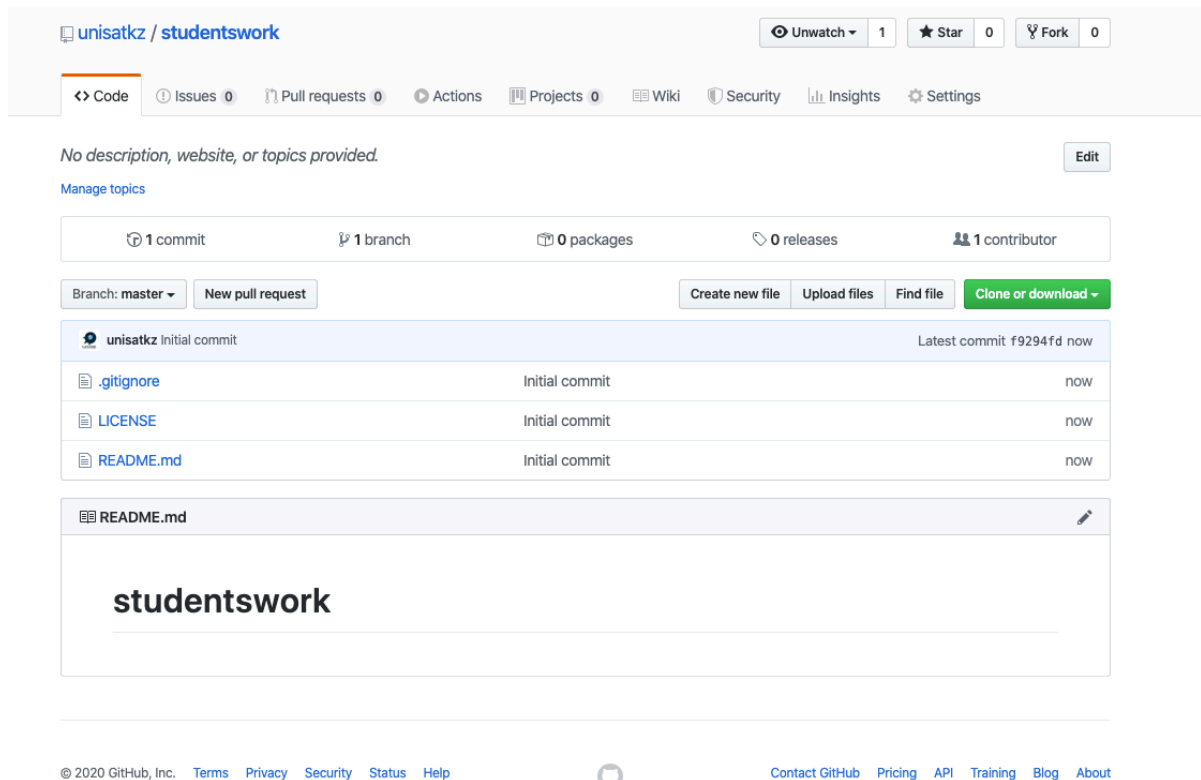 unisatkz / studentswork Unwatch 1 Star 0 Fork 0
Code Issues 0 Pull requests 0 Actions Projects 0 Wiki Security Insights Settings
No description, website, or topics provided. Edit
Manage topics
1 commit 1 branch 0 packages 0 releases 1 contributor
Branch: master New pull request Create new file Upload files Find file Clone or download
unisatkz Initial commit Latest commit f9294fd now
.gitignore Initial commit now
LICENSE Initial commit now
README.md Initial commit now
README.md
studentswork
© 2020 GitHub, Inc. Terms Privacy Security Status Help Contact GitHub Pricing API Training Blog About